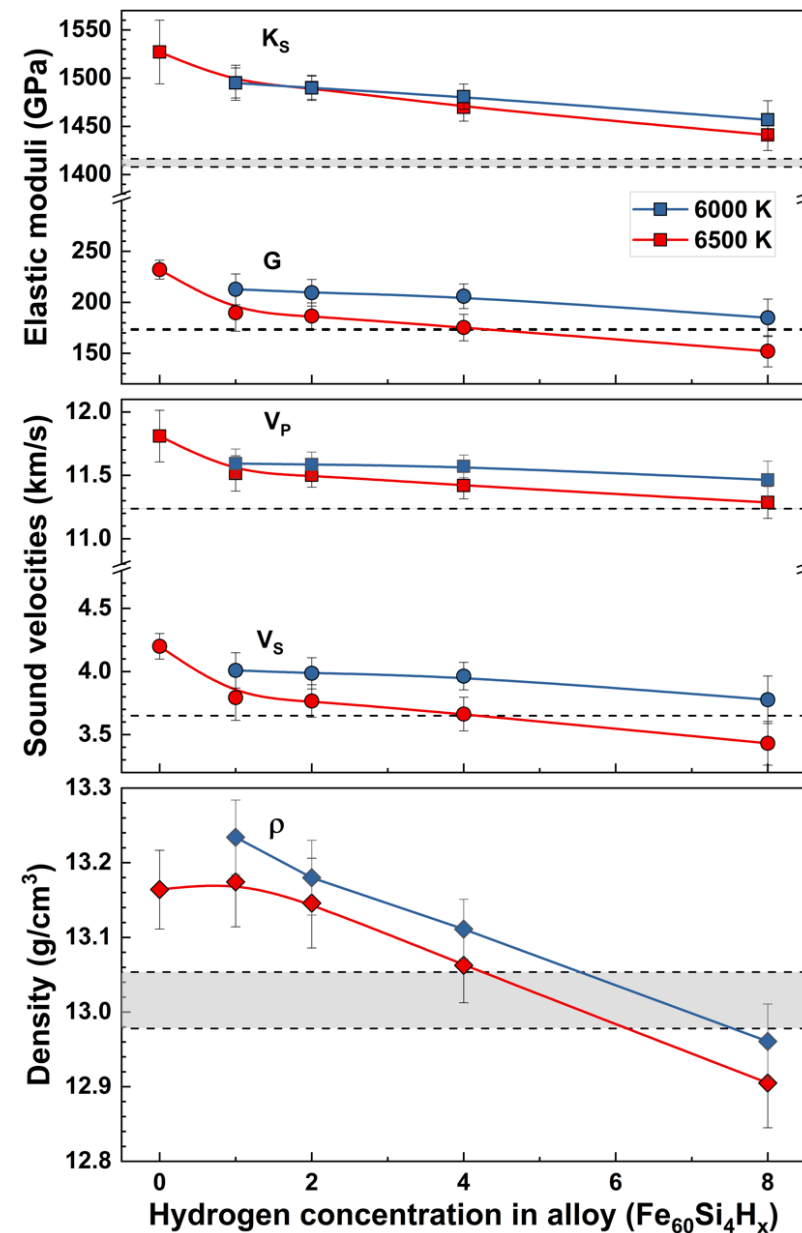 Elastic moduli (GPa)
1550
1500
1450
1400
250
200
150
K_S
G
6000 K
6500 K
Sound velocities (km/s)
12.0
11.5
11.0
4.5
4.0
3.5
V_P
V_S
Density (g/cm³)
13.3
13.2
13.1
13.0
12.9
12.8
ρ
0 2 4 6 8
Hydrogen concentration in alloy (Fe₆₀Si₄Hₓ)